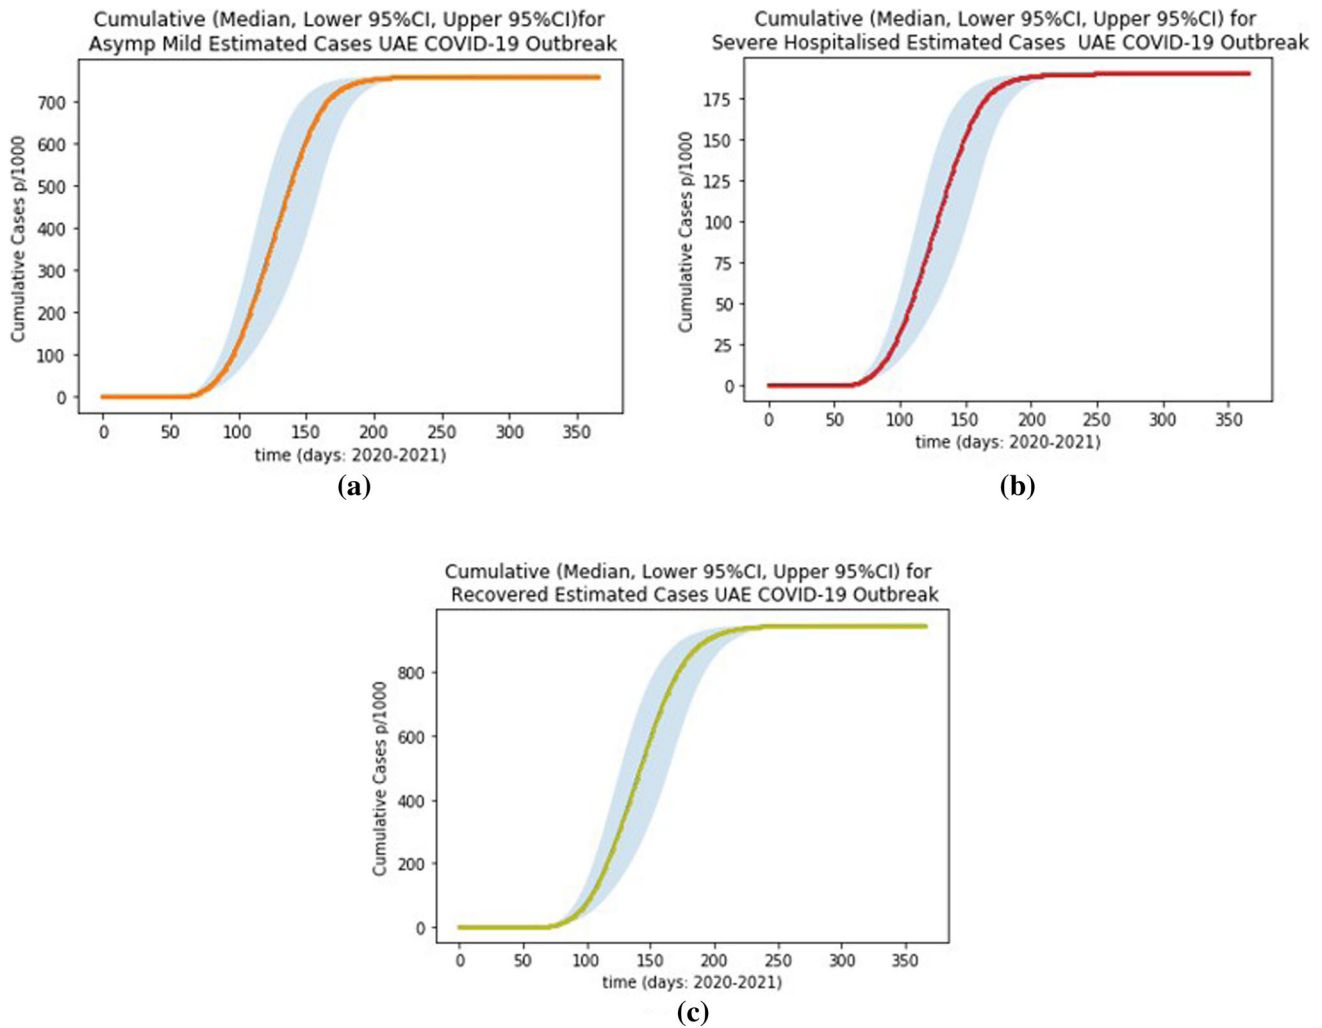 Cumulative (Median, Lower 95%CI, Upper 95%CI)for
Asymp Mild Estimated Cases UAE COVID-19 Outbreak
Cumulative Cases p/1000
700
600
500
400
300
200
100
0
0 50 100 150 200 250 300 350
time (days: 2020-2021)
(a)
Cumulative (Median, Lower 95%CI, Upper 95%CI) for
Severe Hospitalised Estimated Cases UAE COVID-19 Outbreak
Cumulative Cases p/1000
175
150
125
100
75
50
25
0
0 50 100 150 200 250 300 350
time (days: 2020-2021)
(b)
Cumulative (Median, Lower 95%CI, Upper 95%CI) for
Recovered Estimated Cases UAE COVID-19 Outbreak
Cumulative Cases p/1000
800
600
400
200
0
0 50 100 150 200 250 300 350
time (days: 2020-2021)
(c)